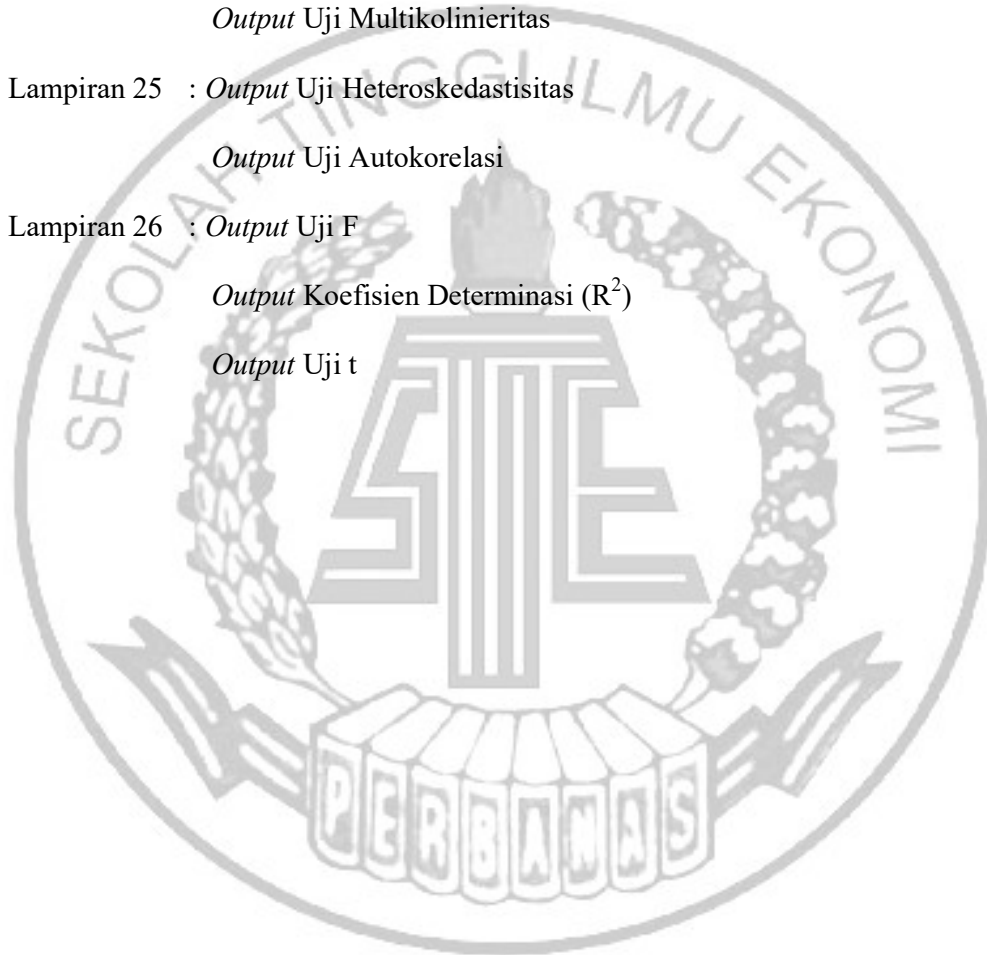 Output Uji Multikolinieritas
Lampiran 25 : Output Uji Heteroskedastisitas
Output Uji Autokorelasi
Lampiran 26 : Output Uji F
Output Koefisien Determinasi (R²)
Output Uji t
SEKOLAH TINGGI ILMU EKONOMI
STIE
PERBANAS